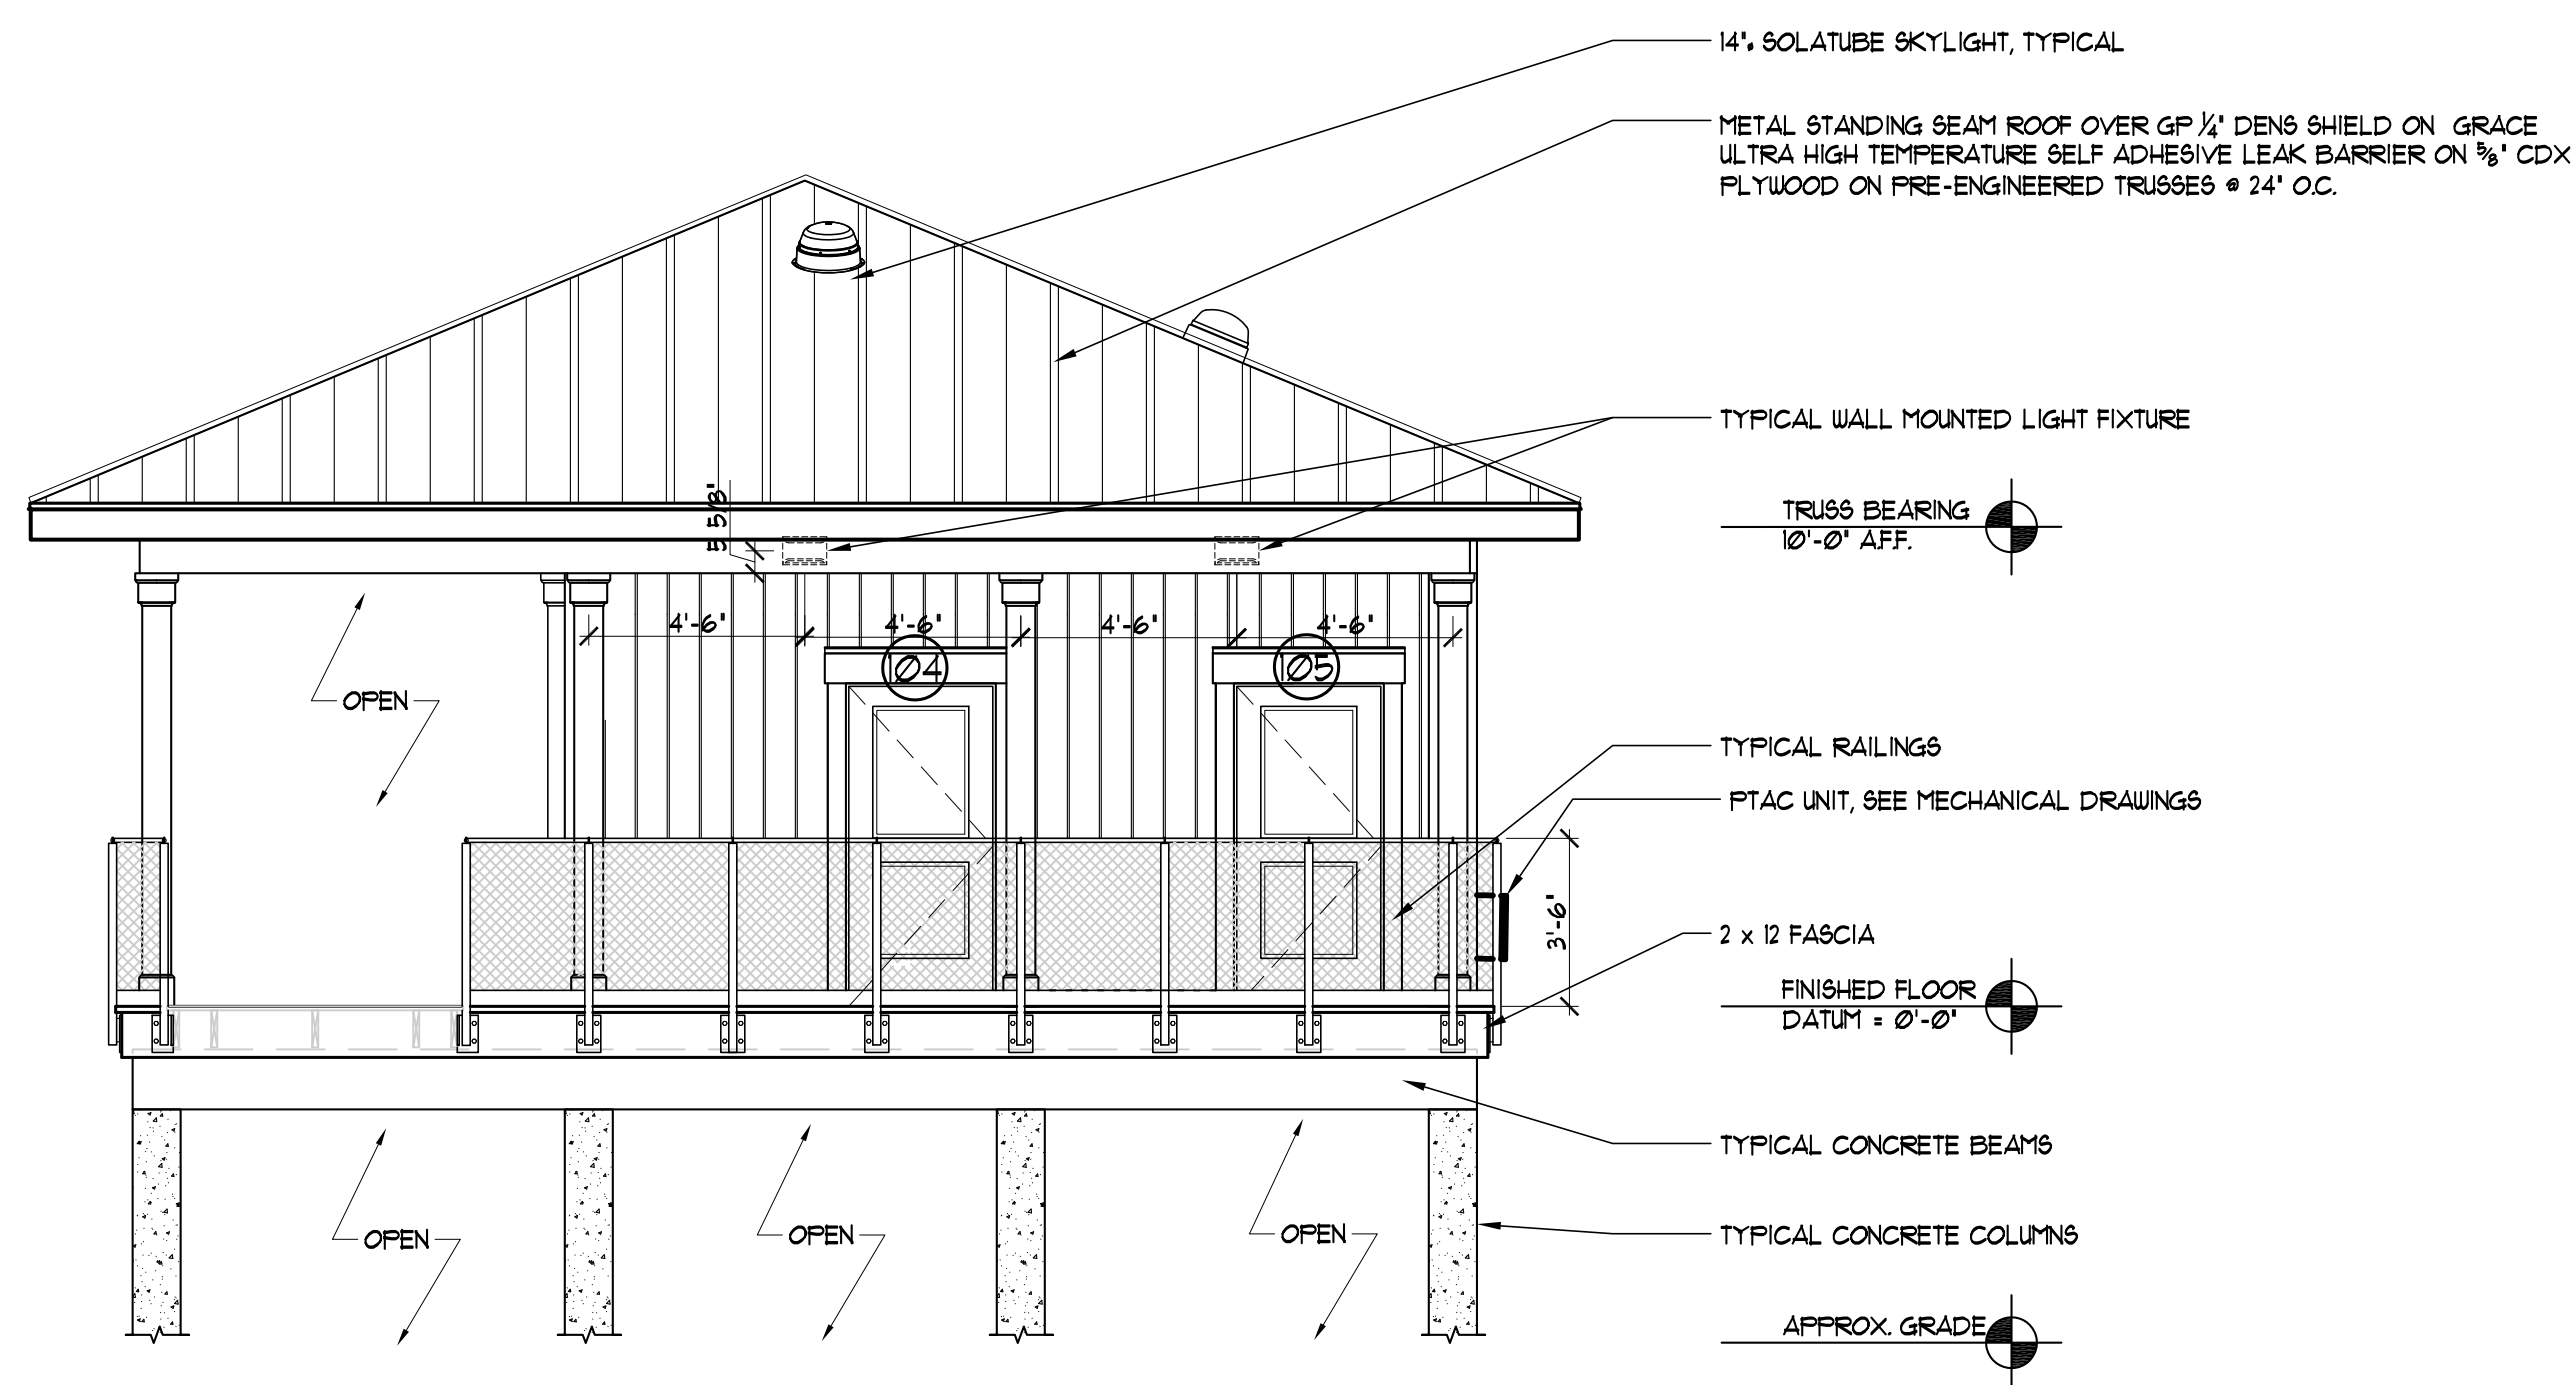 14"ø SOLATUBE SKYLIGHT, TYPICAL
METAL STANDING SEAM ROOF OVER GP 1/4" DENS SHIELD ON GRACE
ULTRA HIGH TEMPERATURE SELF ADHESIVE LEAK BARRIER ON 5/8" CDX
PLYWOOD ON PRE-ENGINEERED TRUSSES @ 24" O.C.
TYPICAL WALL MOUNTED LIGHT FIXTURE
5 5/8"
TRUSS BEARING
10'-0" A.F.F.
4'-6"
4'-6"
4'-6"
4'-6"
104
105
OPEN
TYPICAL RAILINGS
PTAC UNIT, SEE MECHANICAL DRAWINGS
3'-6"
2 x 12 FASCIA
FINISHED FLOOR
DATUM = 0'-0"
TYPICAL CONCRETE BEAMS
OPEN
OPEN
OPEN
TYPICAL CONCRETE COLUMNS
APPROX. GRADE